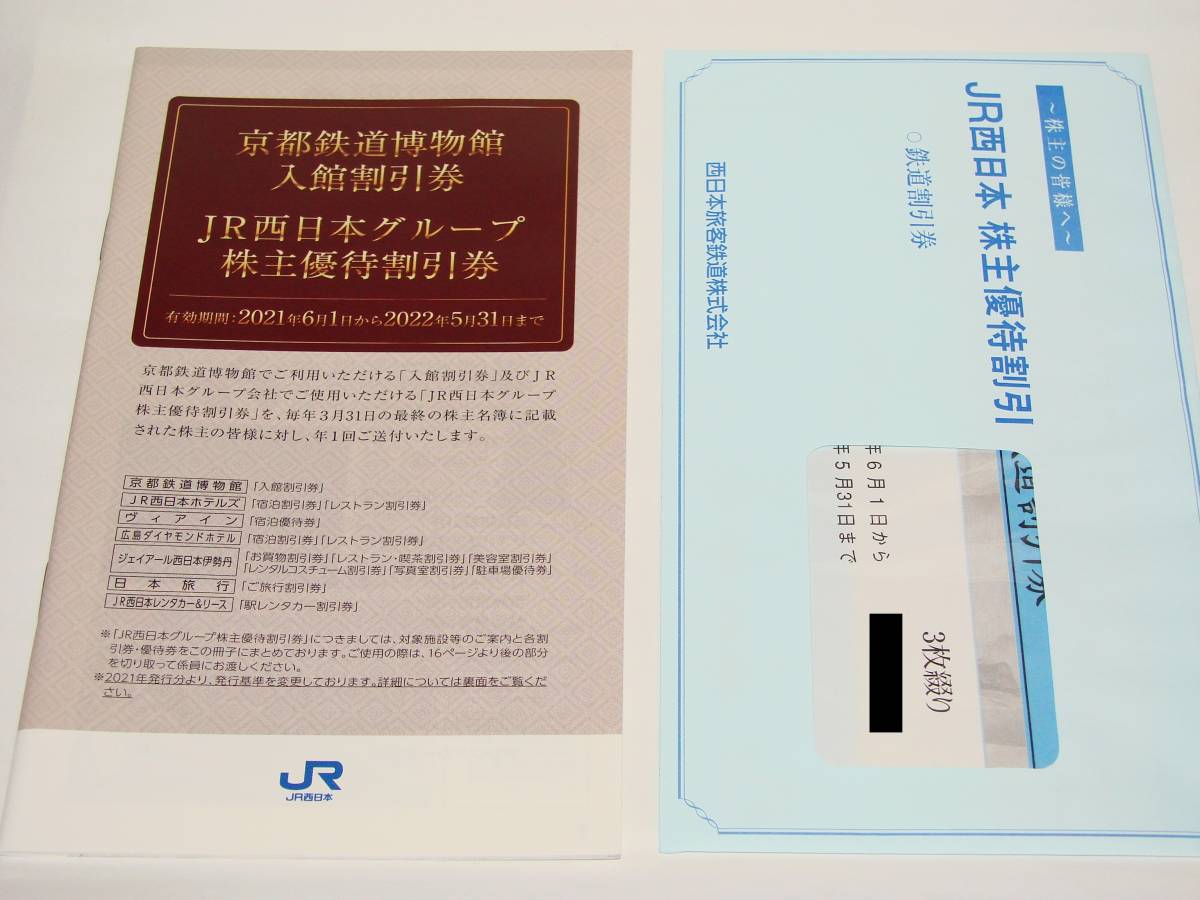 京都鉄道博物館
入館割引券
JR西日本グループ
株主優待割引券
有効期間：2021年6月1日から2022年5月31日まで
京都鉄道博物館でご利用いただける「入館割引券」及びJR
西日本グループ会社でご使用いただける「JR西日本グループ
株主優待割引券」を、毎年3月31日の最終の株主名簿に記載
された株主の皆様に対し、年1回ご送付いたします。
京都鉄道博物館「入館割引券」
JR西日本ホテルズ「宿泊割引券」「レストラン割引券」
ヴィアイン「宿泊優待券」
広島ダイヤモンドホテル「宿泊割引券」「レストラン割引券」
ジェイアール西日本伊勢丹「お買物割引券」「レストラン・喫茶割引券」「美容室割引券」
「レンタルコスチューム割引券」「写真室割引券」「駐車場優待券」
日本旅行「ご旅行割引券」
JR西日本レンタカー&リース「駅レンタカー割引券」
※「JR西日本グループ株主優待割引券」につきましては、対象施設等のご案内と各割
引券・優待券をこの冊子にまとめております。ご使用の際は、16ページより後の部分
を切り取って係員にお渡しください。
※2021年発行分より、発行基準を変更しております。詳細については裏面をご覧くだ
さい。
JR
JR西日本
～株主の皆様へ～
JR西日本 株主優待割引
○鉄道割引券
西日本旅客鉄道株式会社
年6月1日から
年5月31日まで
道割引券
3枚綴り